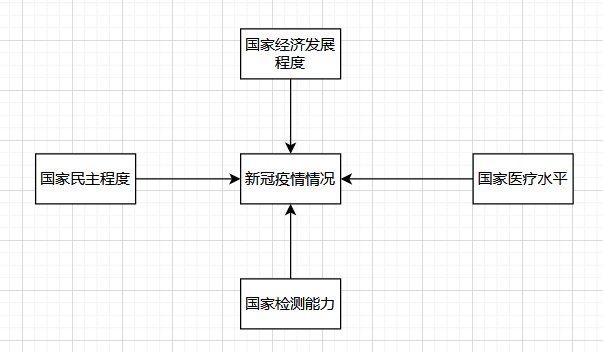 国家经济发展
程度
国家民主程度
新冠疫情情况
国家医疗水平
国家检测能力